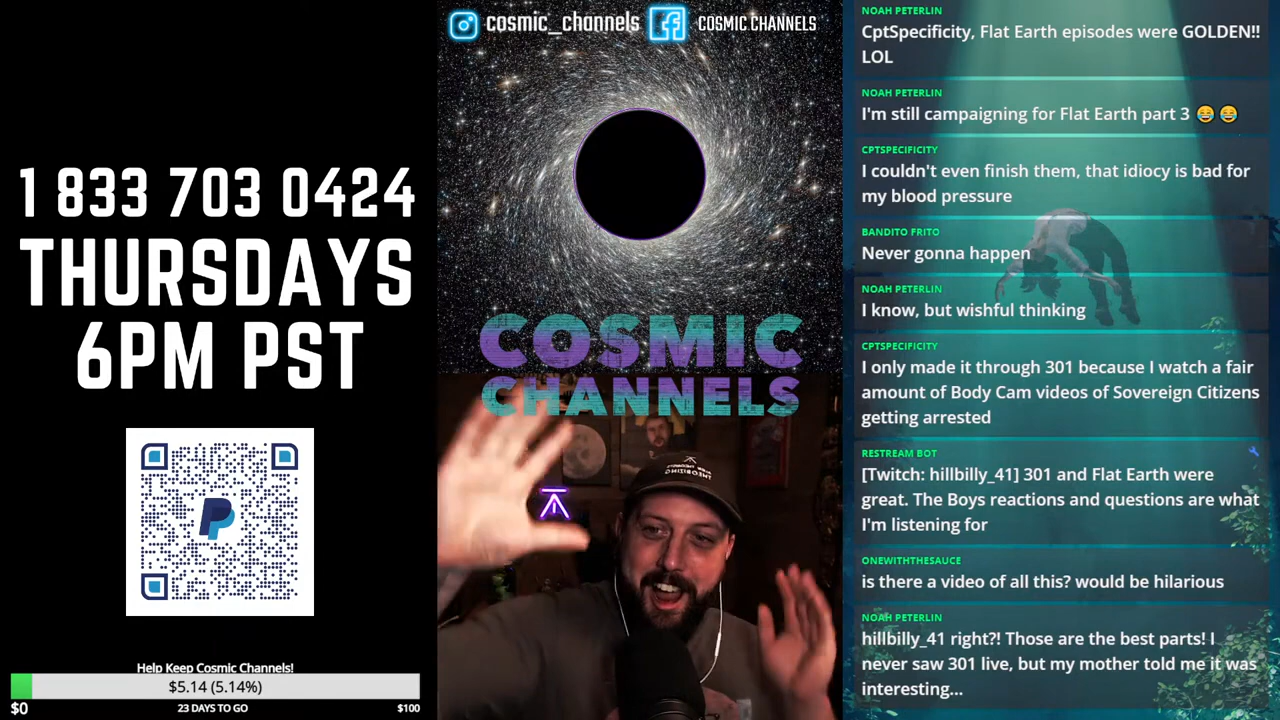 1 833 703 0424
THURSDAYS
6PM PST
Help Keep Cosmic Channels!
$5.14 (5.14%)
$0
23 DAYS TO GO
$100
cosmic_channels
COSMIC CHANNELS
COSMIC
CHANNELS
NOAH PETERLIN
CptSpecificity, Flat Earth episodes were GOLDEN!!
LOL
NOAH PETERLIN
I'm still campaigning for Flat Earth part 3 😂 😂
CPTSPECIFICITY
I couldn't even finish them, that idiocy is bad for
my blood pressure
BANDITO FRITO
Never gonna happen
NOAH PETERLIN
I know, but wishful thinking
CPTSPECIFICITY
I only made it through 301 because I watch a fair
amount of Body Cam videos of Sovereign Citizens
getting arrested
RESTREAM BOT
[Twitch: hillbilly_41] 301 and Flat Earth were
great. The Boys reactions and questions are what
I'm listening for
ONEWITHTHESAUCE
is there a video of all this? would be hilarious
NOAH PETERLIN
hillbilly_41 right?! Those are the best parts! I
never saw 301 live, but my mother told me it was
interesting...